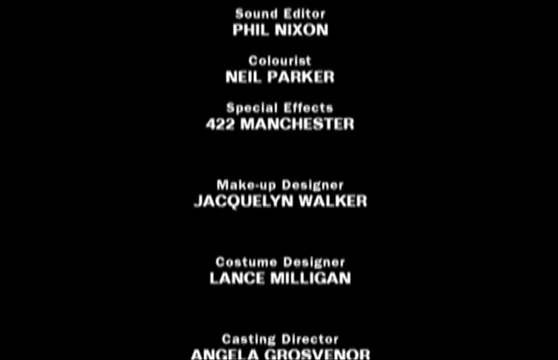 Sound Editor
PHIL NIXON
Colourist
NEIL PARKER
Special Effects
422 MANCHESTER
Make-up Designer
JACQUELYN WALKER
Costume Designer
LANCE MILLIGAN
Casting Director
ANGELA GROSVENOR